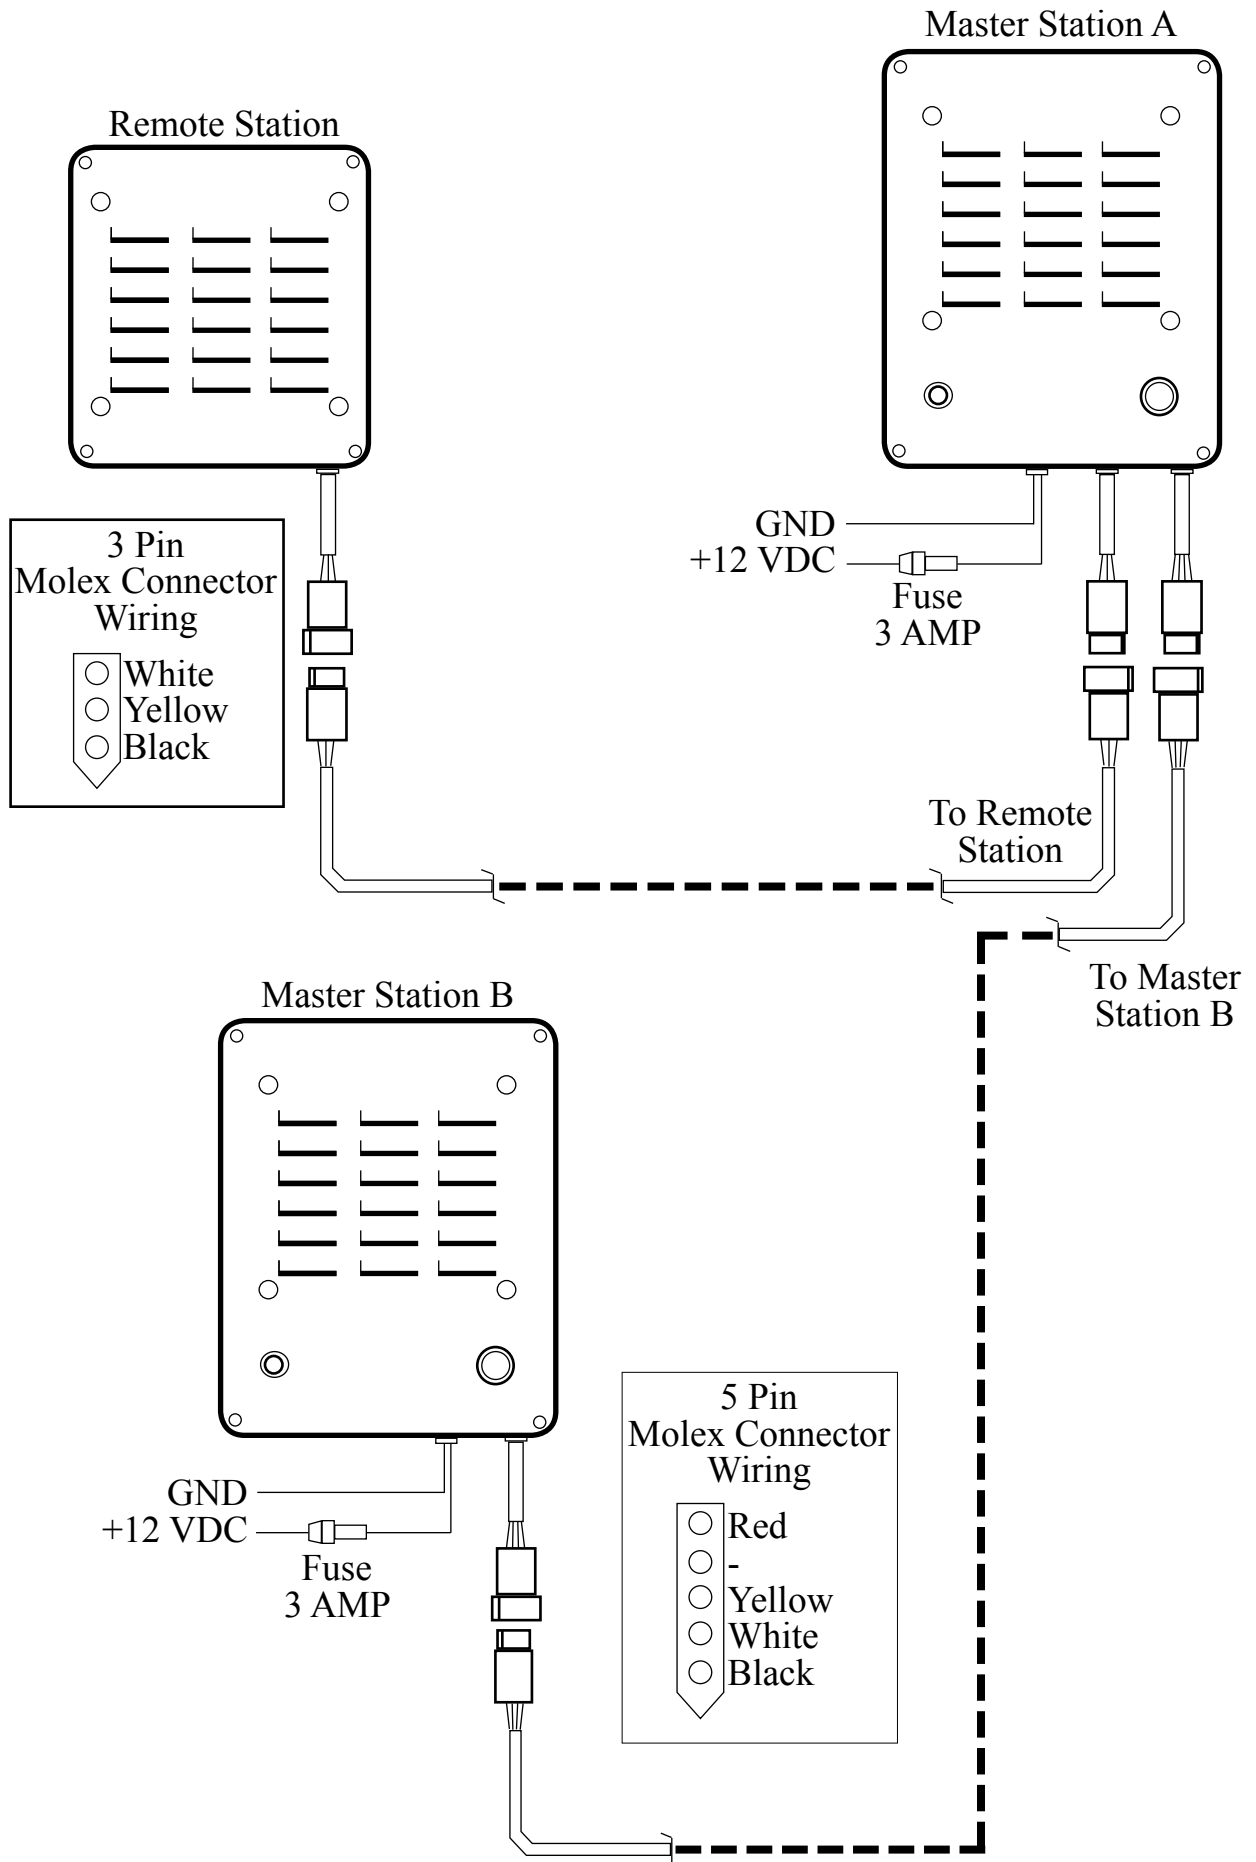 Master Station A
Remote Station
GND
+12 VDC
Fuse
3 AMP
3 Pin
Molex Connector
Wiring
White
Yellow
Black
To Remote
Station
To Master
Station B
Master Station B
GND
+12 VDC
Fuse
3 AMP
5 Pin
Molex Connector
Wiring
Red
-
Yellow
White
Black